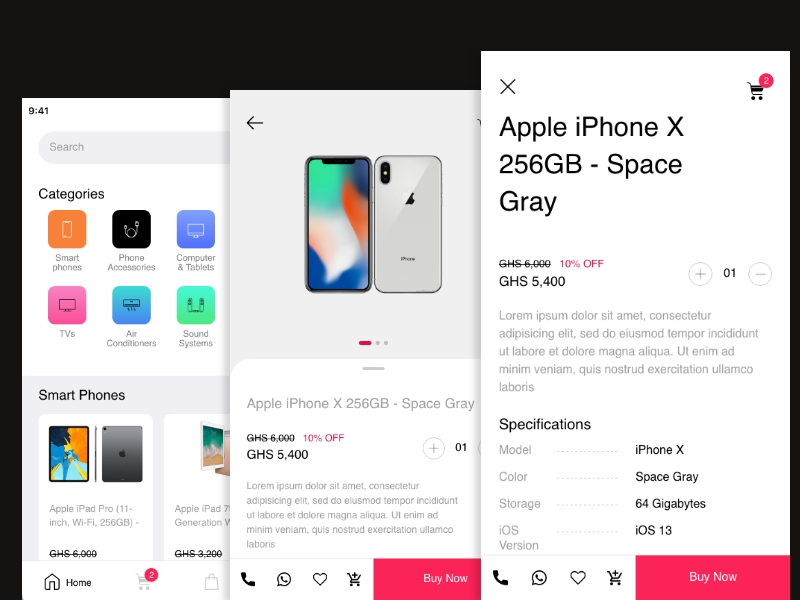 9:41
Search
Categories
Smart
phones
Phone
Accessories
Computer
& Tablets
TVs
Air
Conditioners
Sound
Systems
Smart Phones
Apple iPad Pro (11-
inch, Wi-Fi, 256GB) -
GHS 6,000
Apple iPad
Generation
GHS 3,200
Home
2
iPhone
Apple iPhone X 256GB - Space Gray
GHS 6,000 10% OFF
GHS 5,400
01
Lorem ipsum dolor sit amet, consectetur
adipisicing elit, sed do eiusmod tempor incididunt
ut labore et dolore magna aliqua. Ut enim ad
minim veniam, quis nostrud exercitation ullamco
laboris
Buy Now
2
Apple iPhone X
256GB - Space
Gray
GHS 6,000 10% OFF
GHS 5,400
01
Lorem ipsum dolor sit amet, consectetur
adipisicing elit, sed do eiusmod tempor incididunt
ut labore et dolore magna aliqua. Ut enim ad
minim veniam, quis nostrud exercitation ullamco
laboris
Specifications
Model iPhone X
Color Space Gray
Storage 64 Gigabytes
iOS iOS 13
Version
Buy Now